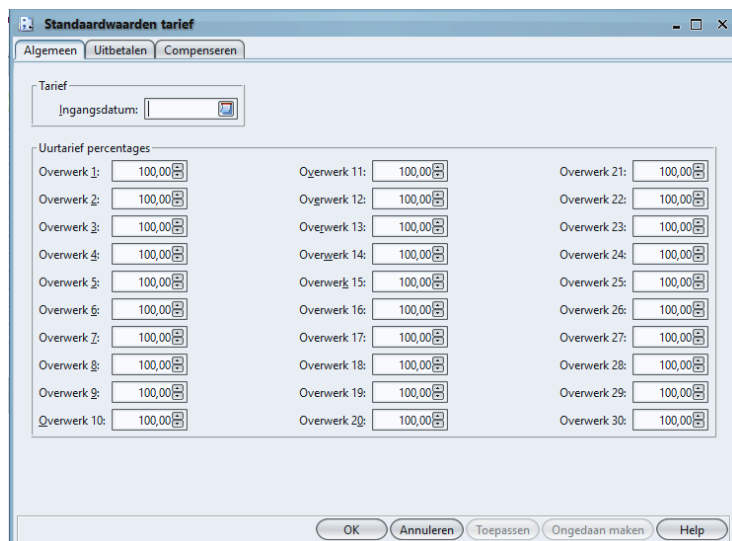 Standaardwaarden tarief
Algemeen Uitbetalen Compenseren
Tarief
Ingangsdatum:
Uurtarief percentages
Overwerk 1: 100,00 Overwerk 11: 100,00 Overwerk 21: 100,00
Overwerk 2: 100,00 Overwerk 12: 100,00 Overwerk 22: 100,00
Overwerk 3: 100,00 Overwerk 13: 100,00 Overwerk 23: 100,00
Overwerk 4: 100,00 Overwerk 14: 100,00 Overwerk 24: 100,00
Overwerk 5: 100,00 Overwerk 15: 100,00 Overwerk 25: 100,00
Overwerk 6: 100,00 Overwerk 16: 100,00 Overwerk 26: 100,00
Overwerk 7: 100,00 Overwerk 17: 100,00 Overwerk 27: 100,00
Overwerk 8: 100,00 Overwerk 18: 100,00 Overwerk 28: 100,00
Overwerk 9: 100,00 Overwerk 19: 100,00 Overwerk 29: 100,00
Overwerk 10: 100,00 Overwerk 20: 100,00 Overwerk 30: 100,00
OK Annuleren Toepassen Ongedaan maken Help